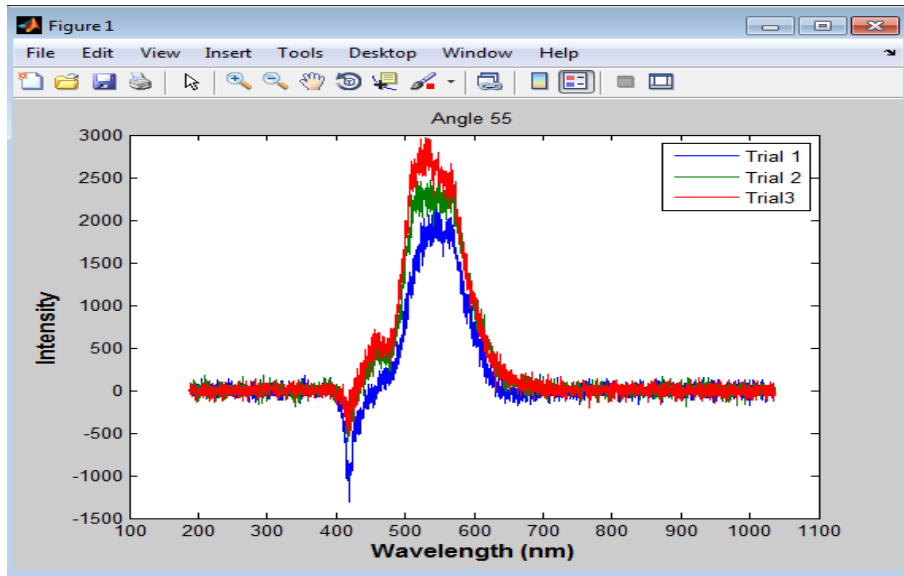 Figure 1
File Edit View Insert Tools Desktop Window Help
Angle 55
3000
2500
2000
1500
1000
500
0
-500
-1000
-1500
Intensity
Trial 1
Trial 2
Trial3
100 200 300 400 500 600 700 800 900 1000 1100
Wavelength (nm)